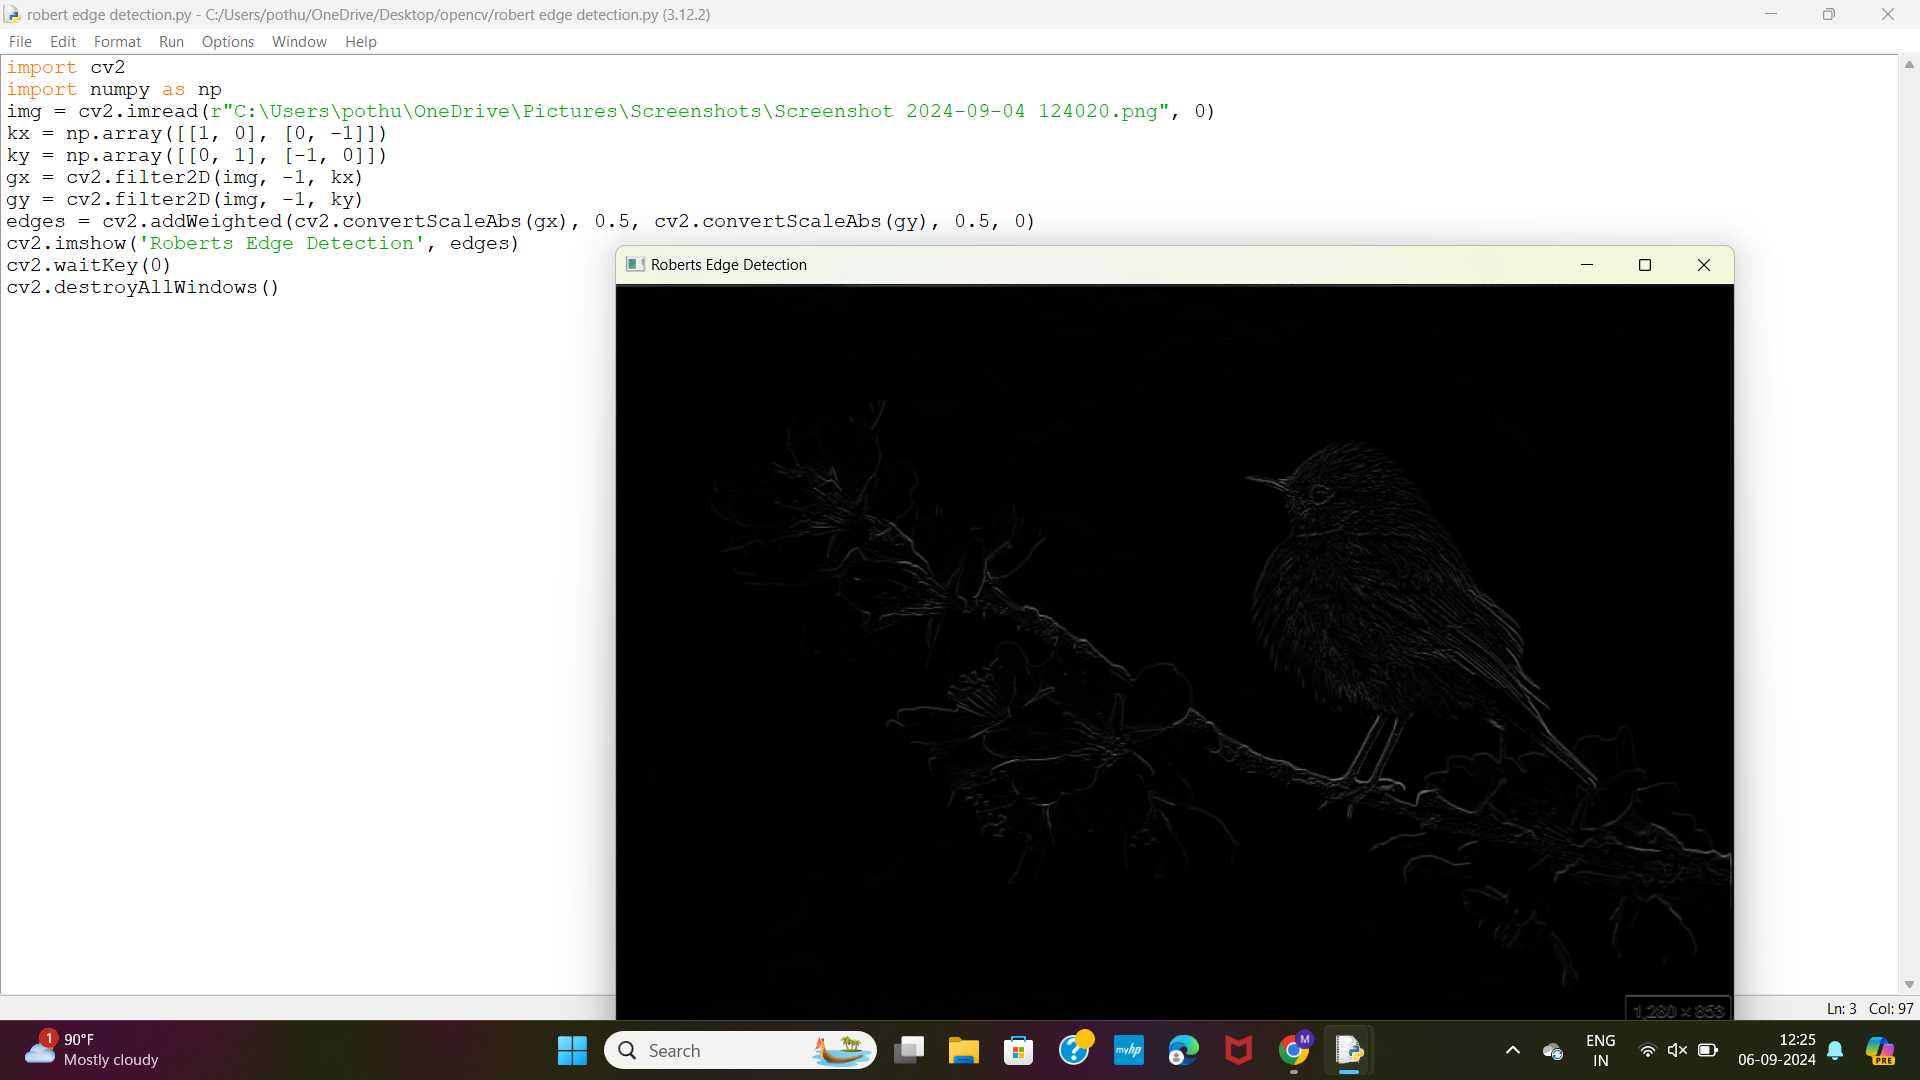 robert edge detection.py - C:/Users/pothu/OneDrive/Desktop/opencv/robert edge detection.py (3.12.2)
File Edit Format Run Options Window Help
import cv2
import numpy as np
img = cv2.imread(r"C:\Users\pothu\OneDrive\Pictures\Screenshots\Screenshot 2024-09-04 124020.png", 0)
kx = np.array([[1, 0], [0, -1]])
ky = np.array([[0, 1], [-1, 0]])
gx = cv2.filter2D(img, -1, kx)
gy = cv2.filter2D(img, -1, ky)
edges = cv2.addWeighted(cv2.convertScaleAbs(gx), 0.5, cv2.convertScaleAbs(gy), 0.5, 0)
cv2.imshow('Roberts Edge Detection', edges)
cv2.waitKey(0)
cv2.destroyAllWindows()
Roberts Edge Detection
1,280 × 853
Ln: 3 Col: 97
1
90°F
Mostly cloudy
Search
myhp
M
ENG
IN
12:25
06-09-2024
PRE